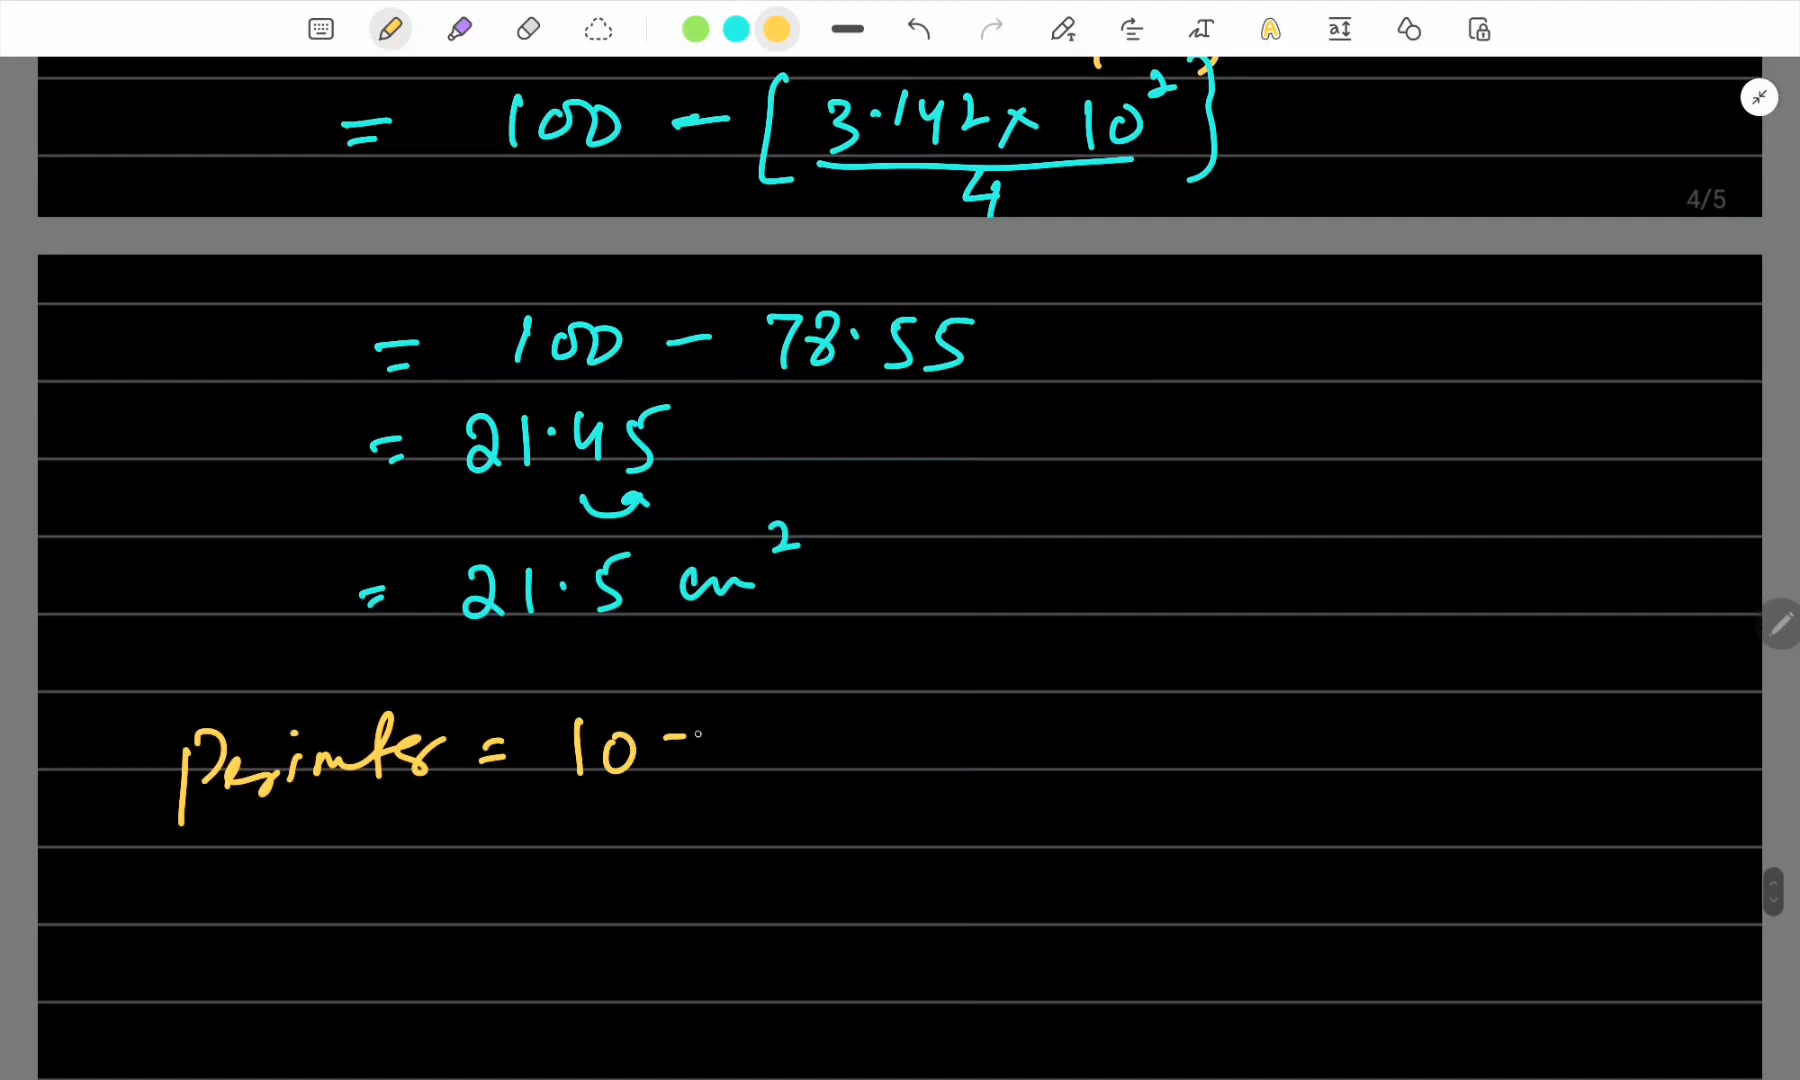 = 100 - [3.142 × 10²
4
4/5
= 100 - 78.55
= 21.45
= 21.5 cm²
Perimeter = 10 -